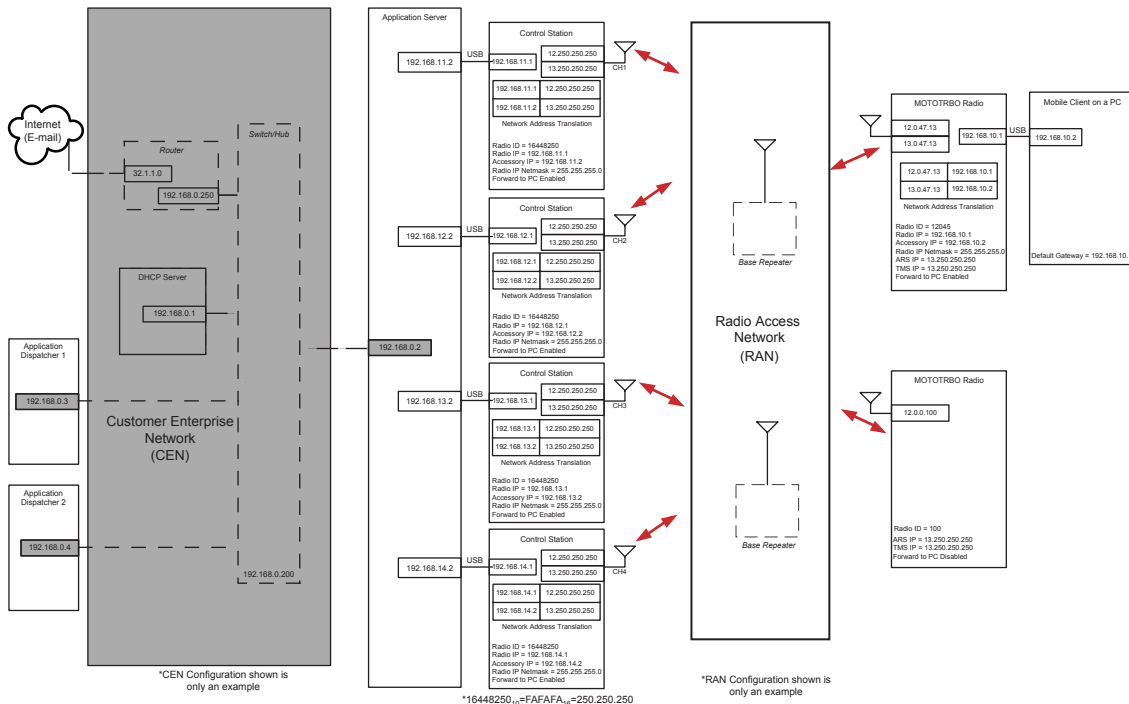 Internet
(E-mail)
Router
32.1.1.0
192.168.0.250
Switch/Hub
DHCP Server
192.168.0.1
Application
Dispatcher 1
192.168.0.3
Customer Enterprise
Network
(CEN)
Application
Dispatcher 2
192.168.0.4
192.168.0.200
*CEN Configuration shown is
only an example
Application Server
192.168.0.2
192.168.11.2
USB
Control Station
192.168.11.1
12.250.250.250
13.250.250.250
CH1
192.168.11.1 12.250.250.250
192.168.11.2 13.250.250.250
Network Address Translation
Radio ID = 16448250
Radio IP = 192.168.11.1
Accessory IP = 192.168.11.2
Radio IP Netmask = 255.255.255.0
Forward to PC Enabled
192.168.12.2
USB
Control Station
192.168.12.1
12.250.250.250
13.250.250.250
CH2
192.168.12.1 12.250.250.250
192.168.12.2 13.250.250.250
Network Address Translation
Radio ID = 16448250
Radio IP = 192.168.12.1
Accessory IP = 192.168.12.2
Radio IP Netmask = 255.255.255.0
Forward to PC Enabled
192.168.13.2
USB
Control Station
192.168.13.1
12.250.250.250
13.250.250.250
CH3
192.168.13.1 12.250.250.250
192.168.13.2 13.250.250.250
Network Address Translation
Radio ID = 16448250
Radio IP = 192.168.13.1
Accessory IP = 192.168.13.2
Radio IP Netmask = 255.255.255.0
Forward to PC Enabled
192.168.14.2
USB
Control Station
192.168.14.1
12.250.250.250
13.250.250.250
CH4
192.168.14.1 12.250.250.250
192.168.14.2 13.250.250.250
Network Address Translation
Radio ID = 16448250
Radio IP = 192.168.14.1
Accessory IP = 192.168.14.2
Radio IP Netmask = 255.255.255.0
Forward to PC Enabled
*16448250₁₀=FAFAFA₁₆=250.250.250
Base Repeater
Radio Access
Network
(RAN)
Base Repeater
*RAN Configuration shown is
only an example
MOTOTRBO Radio
12.0.47.13
13.0.47.13
192.168.10.1
USB
12.0.47.13 192.168.10.1
13.0.47.13 192.168.10.2
Network Address Translation
Radio ID = 12045
Radio IP = 192.168.10.1
Accessory IP = 192.168.10.2
Radio IP Netmask = 255.255.255.0
ARS IP = 13.250.250.250
TMS IP = 13.250.250.250
Forward to PC Enabled
Mobile Client on a PC
192.168.10.2
Default Gateway = 192.168.10.
MOTOTRBO Radio
12.0.0.100
Radio ID = 100
ARS IP = 13.250.250.250
TMS IP = 13.250.250.250
Forward to PC Disabled